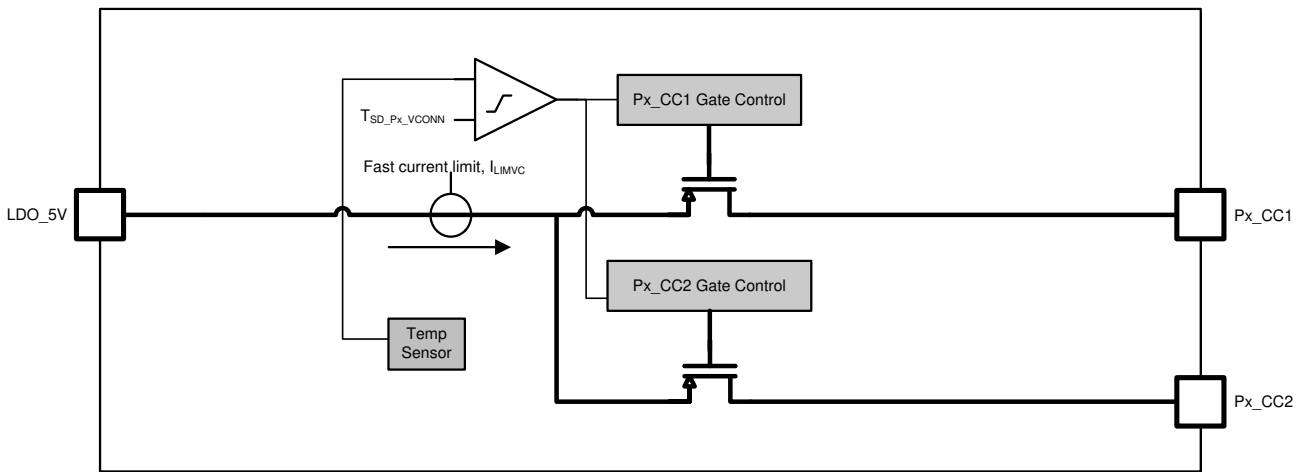 Px_CC1 Gate Control
TSD_Px_VCONN
Fast current limit, ILIMVC
LDO_5V
Px_CC1
Px_CC2 Gate Control
Temp
Sensor
Px_CC2